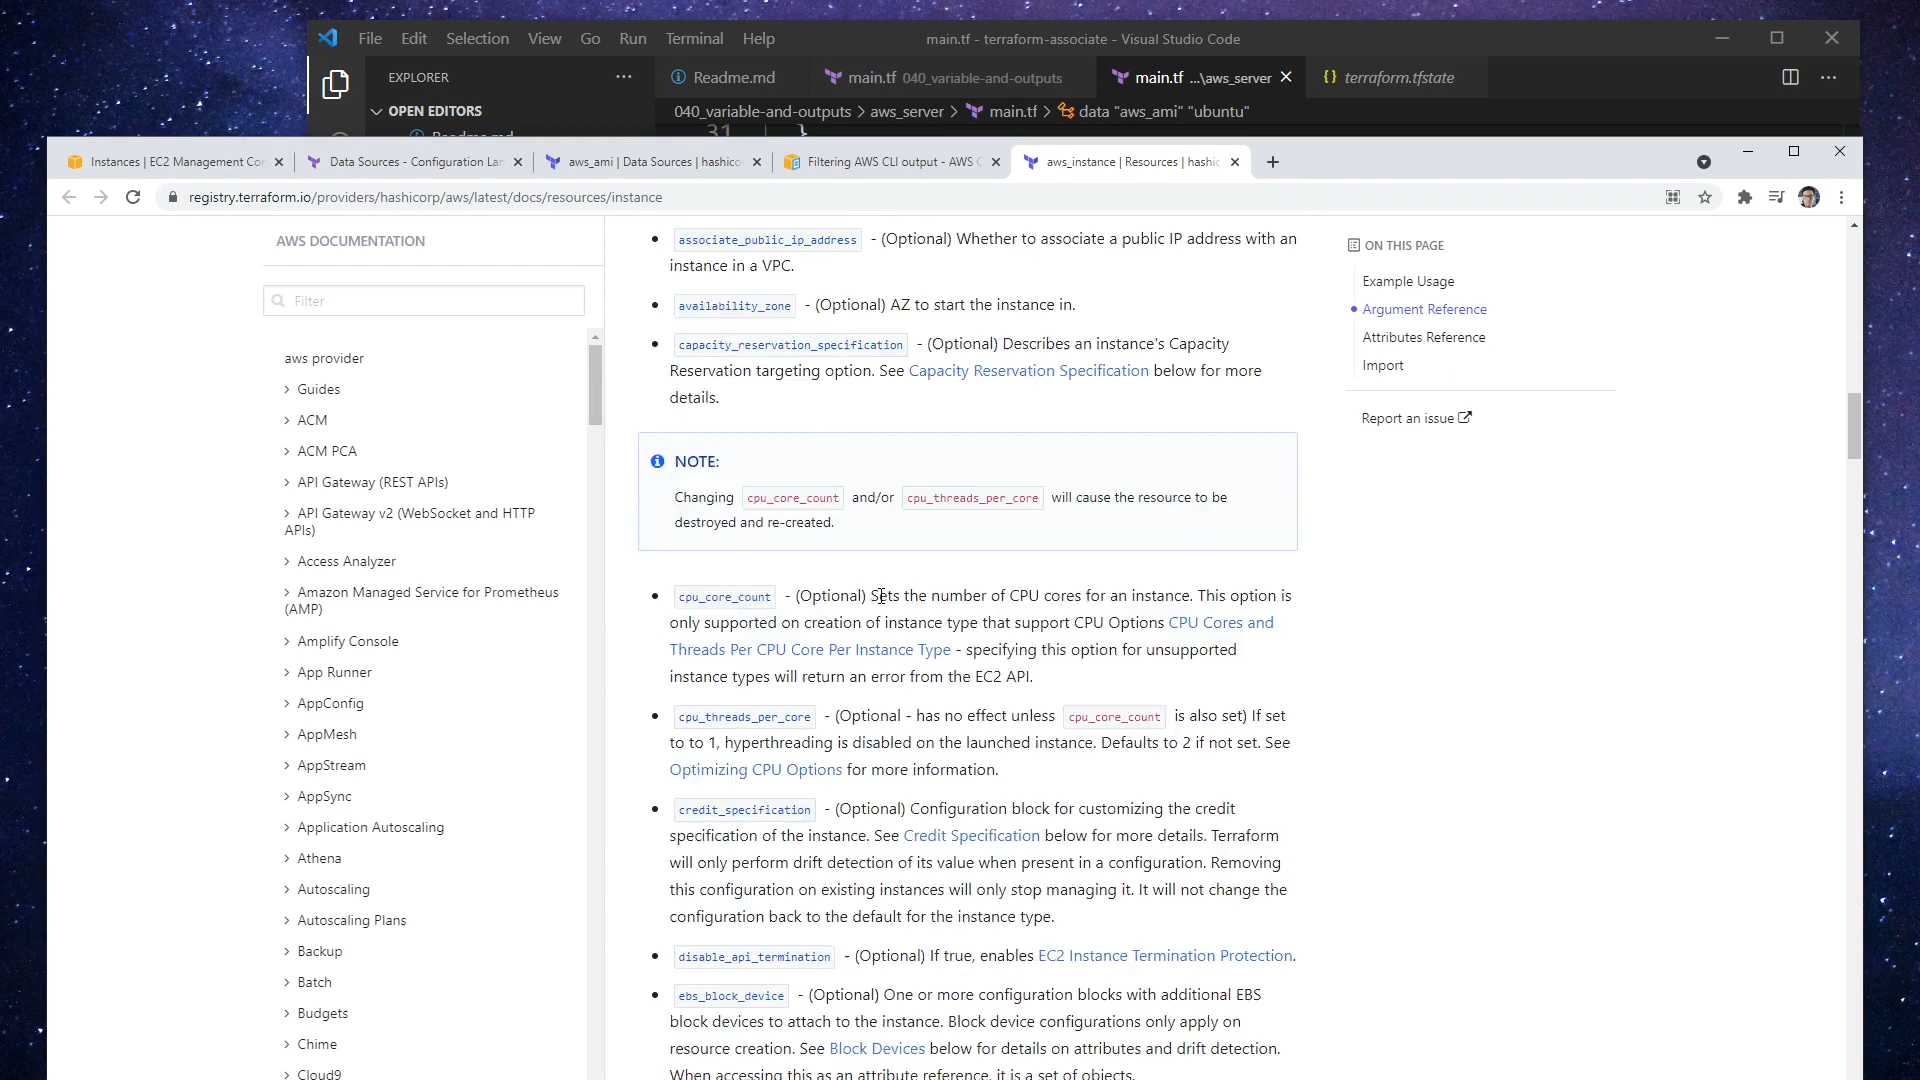 File Edit Selection View Go Run Terminal Help
main.tf - terraform-associate - Visual Studio Code
EXPLORER ...
Readme.md
main.tf 040_variable-and-outputs
main.tf ...\aws_server
{} terraform.tfstate
...
OPEN EDITORS
040_variable-and-outputs > aws_server > main.tf > data "aws_ami" "ubuntu"
Readme.md
31 }
Instances | EC2 Management Con
Data Sources - Configuration Lan
aws_ami | Data Sources | hashico
Filtering AWS CLI output - AWS C
aws_instance | Resources | hashic
registry.terraform.io/providers/hashicorp/aws/latest/docs/resources/instance
AWS DOCUMENTATION
Filter
aws provider
Guides
ACM
ACM PCA
API Gateway (REST APIs)
API Gateway v2 (WebSocket and HTTP
APIs)
Access Analyzer
Amazon Managed Service for Prometheus
(AMP)
Amplify Console
App Runner
AppConfig
AppMesh
AppStream
AppSync
Application Autoscaling
Athena
Autoscaling
Autoscaling Plans
Backup
Batch
Budgets
Chime
Cloud9
associate_public_ip_address - (Optional) Whether to associate a public IP address with an
instance in a VPC.
availability_zone - (Optional) AZ to start the instance in.
capacity_reservation_specification - (Optional) Describes an instance's Capacity
Reservation targeting option. See Capacity Reservation Specification below for more
details.
NOTE:
Changing cpu_core_count and/or cpu_threads_per_core will cause the resource to be
destroyed and re-created.
cpu_core_count - (Optional) Sets the number of CPU cores for an instance. This option is
only supported on creation of instance type that support CPU Options CPU Cores and
Threads Per CPU Core Per Instance Type - specifying this option for unsupported
instance types will return an error from the EC2 API.
cpu_threads_per_core - (Optional - has no effect unless cpu_core_count is also set) If set
to to 1, hyperthreading is disabled on the launched instance. Defaults to 2 if not set. See
Optimizing CPU Options for more information.
credit_specification - (Optional) Configuration block for customizing the credit
specification of the instance. See Credit Specification below for more details. Terraform
will only perform drift detection of its value when present in a configuration. Removing
this configuration on existing instances will only stop managing it. It will not change the
configuration back to the default for the instance type.
disable_api_termination - (Optional) If true, enables EC2 Instance Termination Protection.
ebs_block_device - (Optional) One or more configuration blocks with additional EBS
block devices to attach to the instance. Block device configurations only apply on
resource creation. See Block Devices below for details on attributes and drift detection.
When accessing this as an attribute reference, it is a set of objects.
ON THIS PAGE
Example Usage
Argument Reference
Attributes Reference
Import
Report an issue